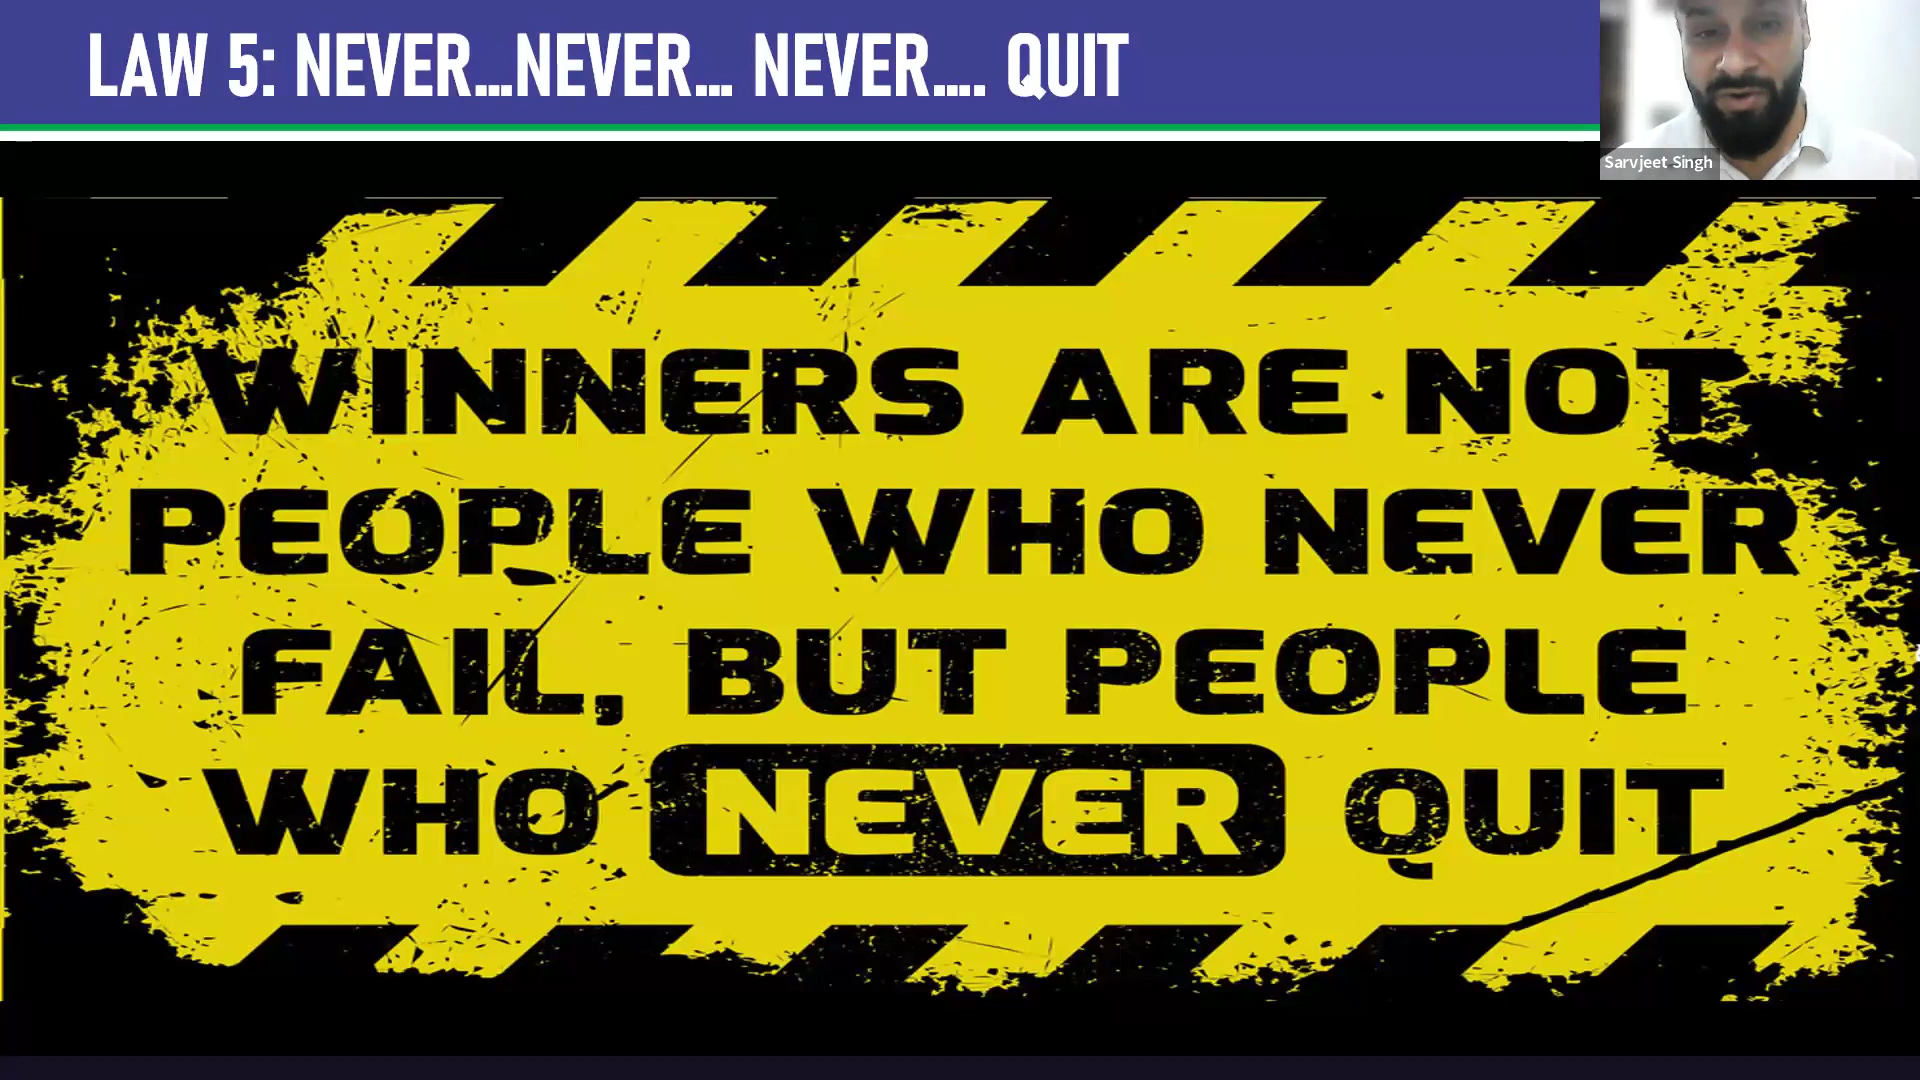 LAW 5: NEVER...NEVER... NEVER.... QUIT
Sarvjeet Singh
WINNERS ARE NOT
PEOPLE WHO NEVER
FAIL, BUT PEOPLE
WHO NEVER QUIT